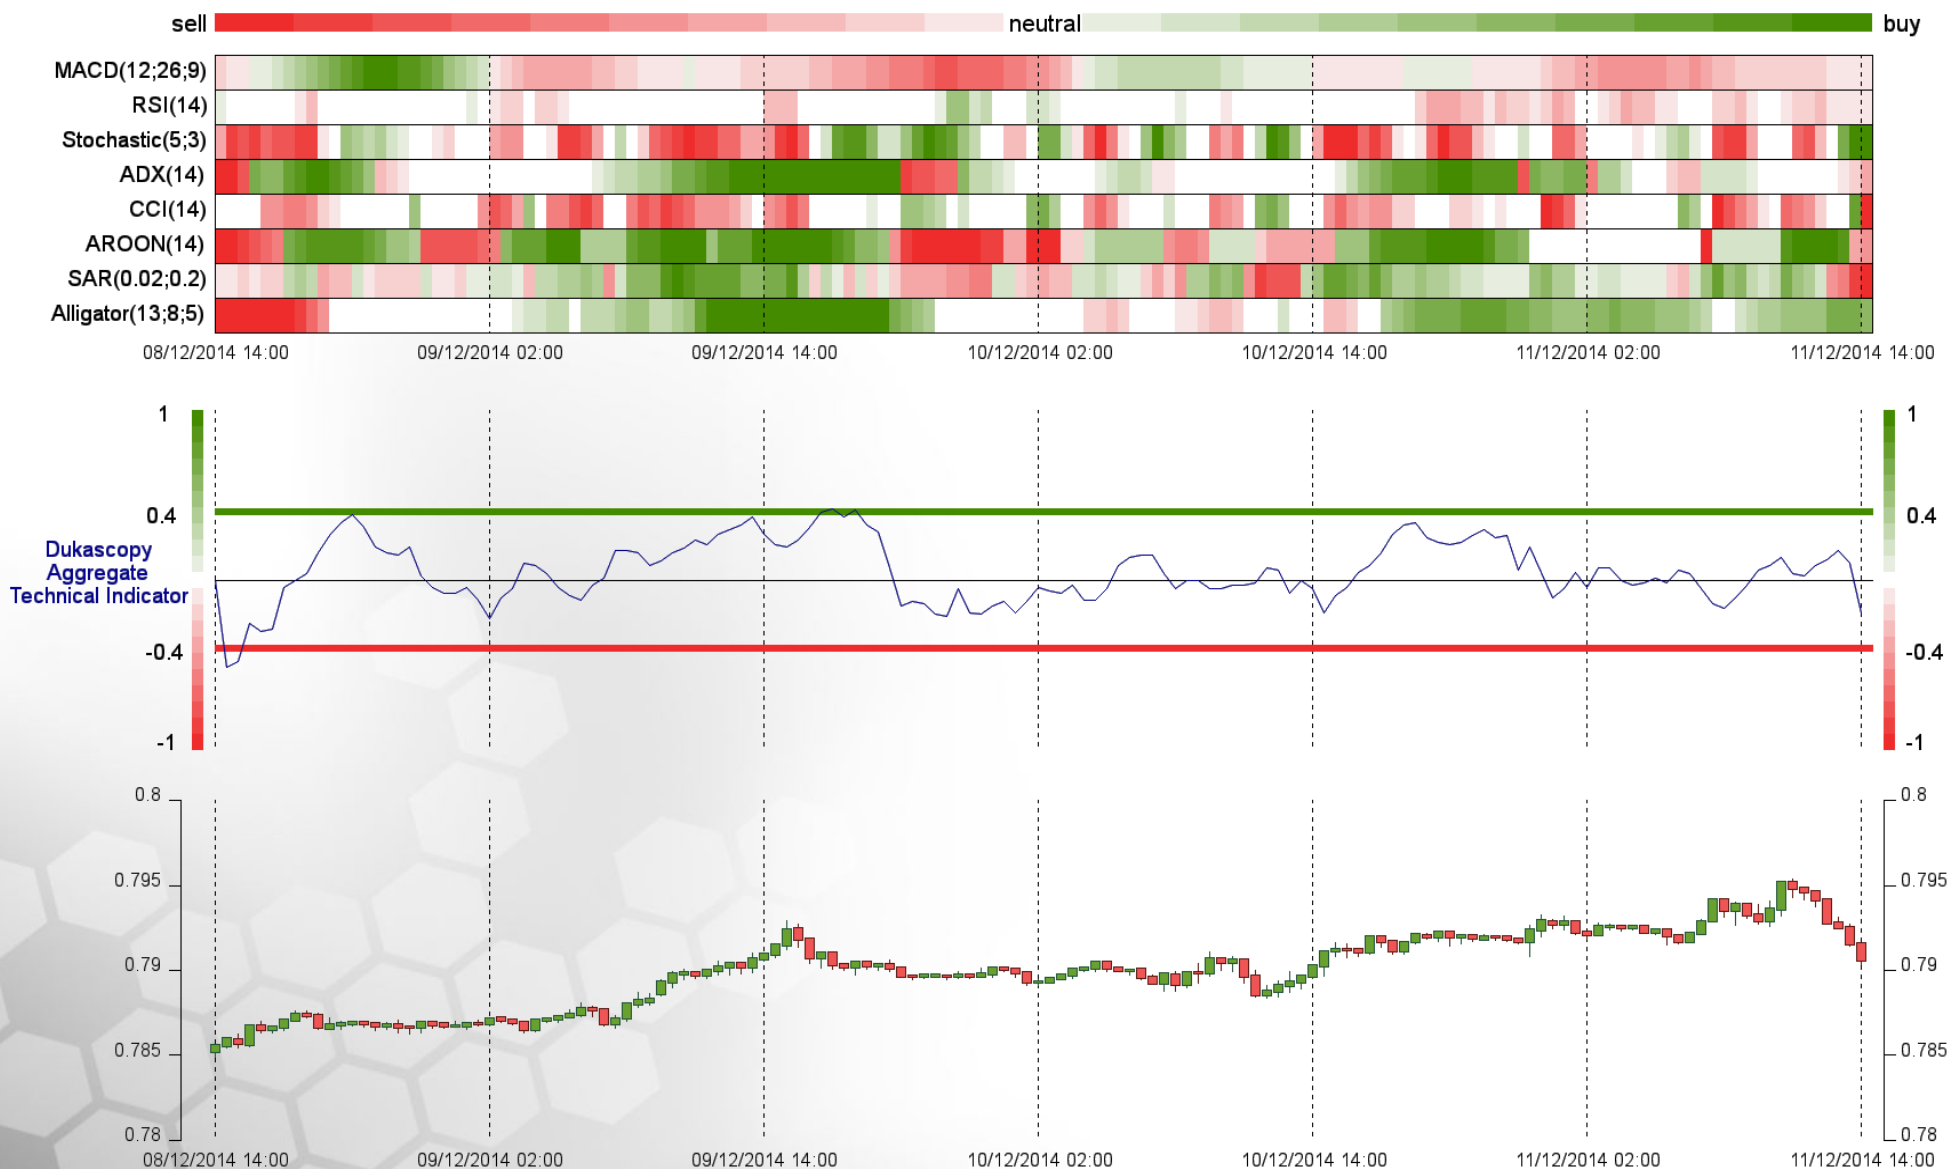 sell neutral buy
MACD(12;26;9)
RSI(14)
Stochastic(5;3)
ADX(14)
CCI(14)
AROON(14)
SAR(0.02;0.2)
Alligator(13;8;5)
08/12/2014 14:00 09/12/2014 02:00 09/12/2014 14:00 10/12/2014 02:00 10/12/2014 14:00 11/12/2014 02:00 11/12/2014 14:00
1 1
0.4 0.4
Dukascopy
Aggregate
Technical Indicator
-0.4 -0.4
-1 -1
0.8 0.8
0.795 0.795
0.79 0.79
0.785 0.785
0.78 0.78
08/12/2014 14:00 09/12/2014 02:00 09/12/2014 14:00 10/12/2014 02:00 10/12/2014 14:00 11/12/2014 02:00 11/12/2014 14:00